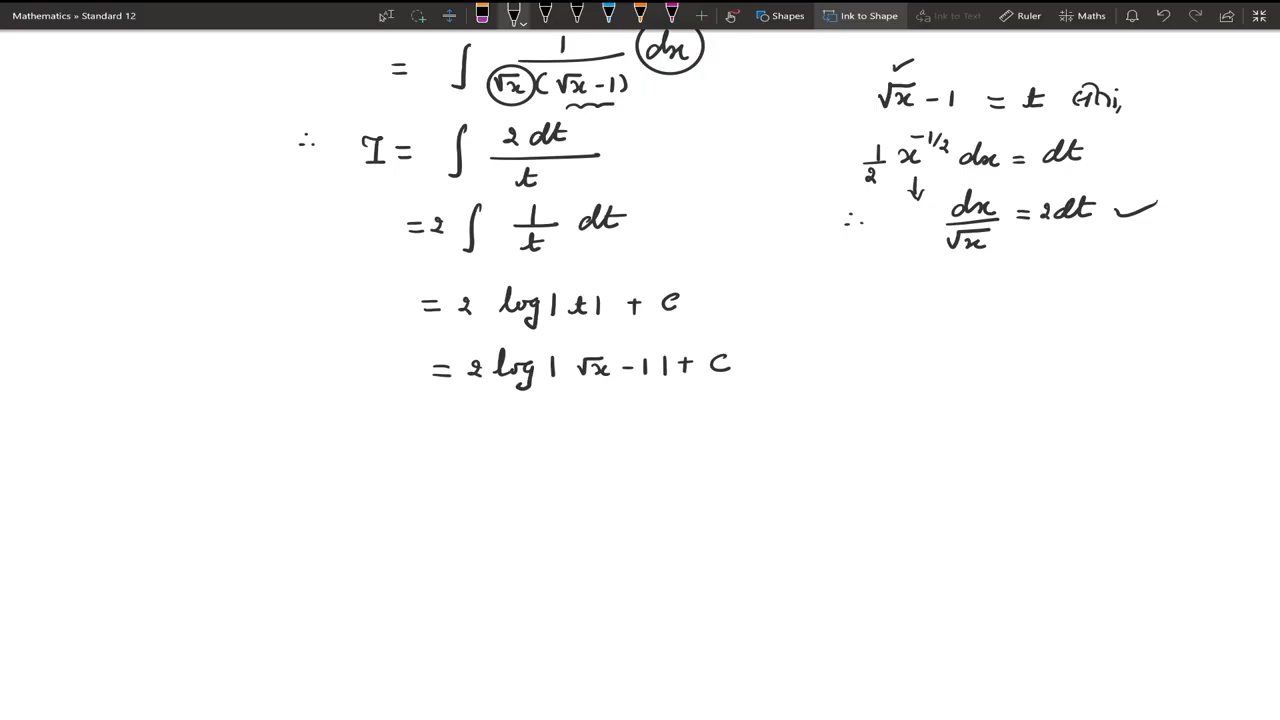 Mathematics » Standard 12
Shapes Ink to Shape Ink to Text Ruler Maths
= ∫ 1/(√x (√x - 1)) dx
√x - 1 = t લેતાં,
∴ I = ∫ 2 dt / t
1/2 x^(-1/2) dx = dt
= 2 ∫ 1/t dt
∴ dx/√x = 2dt ✓
= 2 log | t | + c
= 2 log | √x - 1 | + C